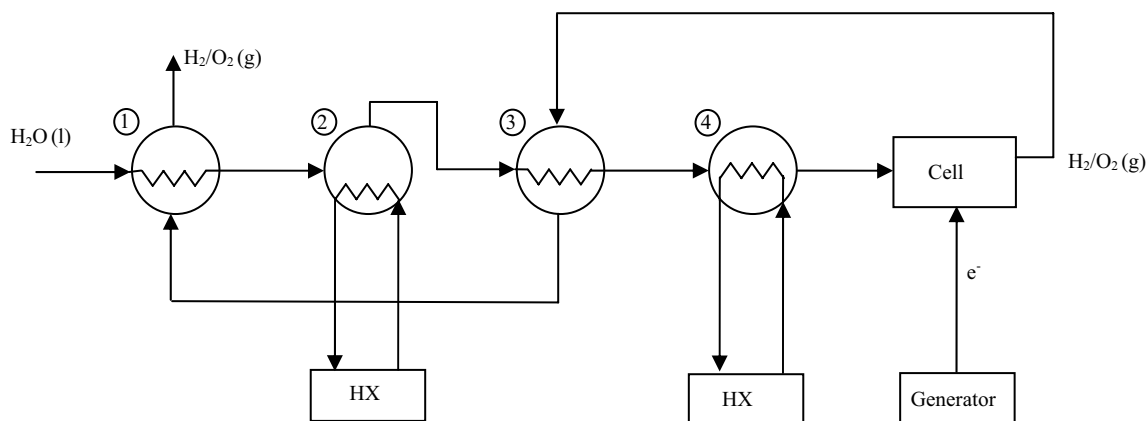 H₂/O₂ (g)
① ② ③ ④
H₂O (l)
Cell
H₂/O₂ (g)
e⁻
HX
HX
Generator